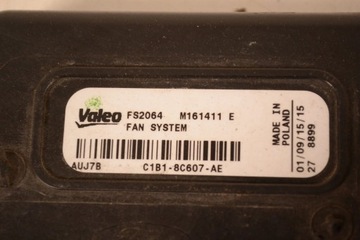 Valeo FS2064 M161411 E
FAN SYSTEM
AUJ7B C1B1-8C607-AE
MADE IN
POLAND
01/09/15/15
27 8899